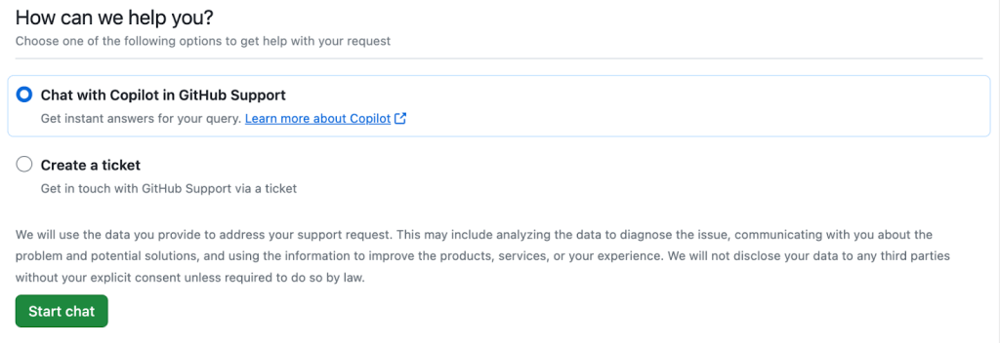 How can we help you?
Choose one of the following options to get help with your request
Chat with Copilot in GitHub Support
Get instant answers for your query. Learn more about Copilot
Create a ticket
Get in touch with GitHub Support via a ticket
We will use the data you provide to address your support request. This may include analyzing the data to diagnose the issue, communicating with you about the
problem and potential solutions, and using the information to improve the products, services, or your experience. We will not disclose your data to any third parties
without your explicit consent unless required to do so by law.
Start chat